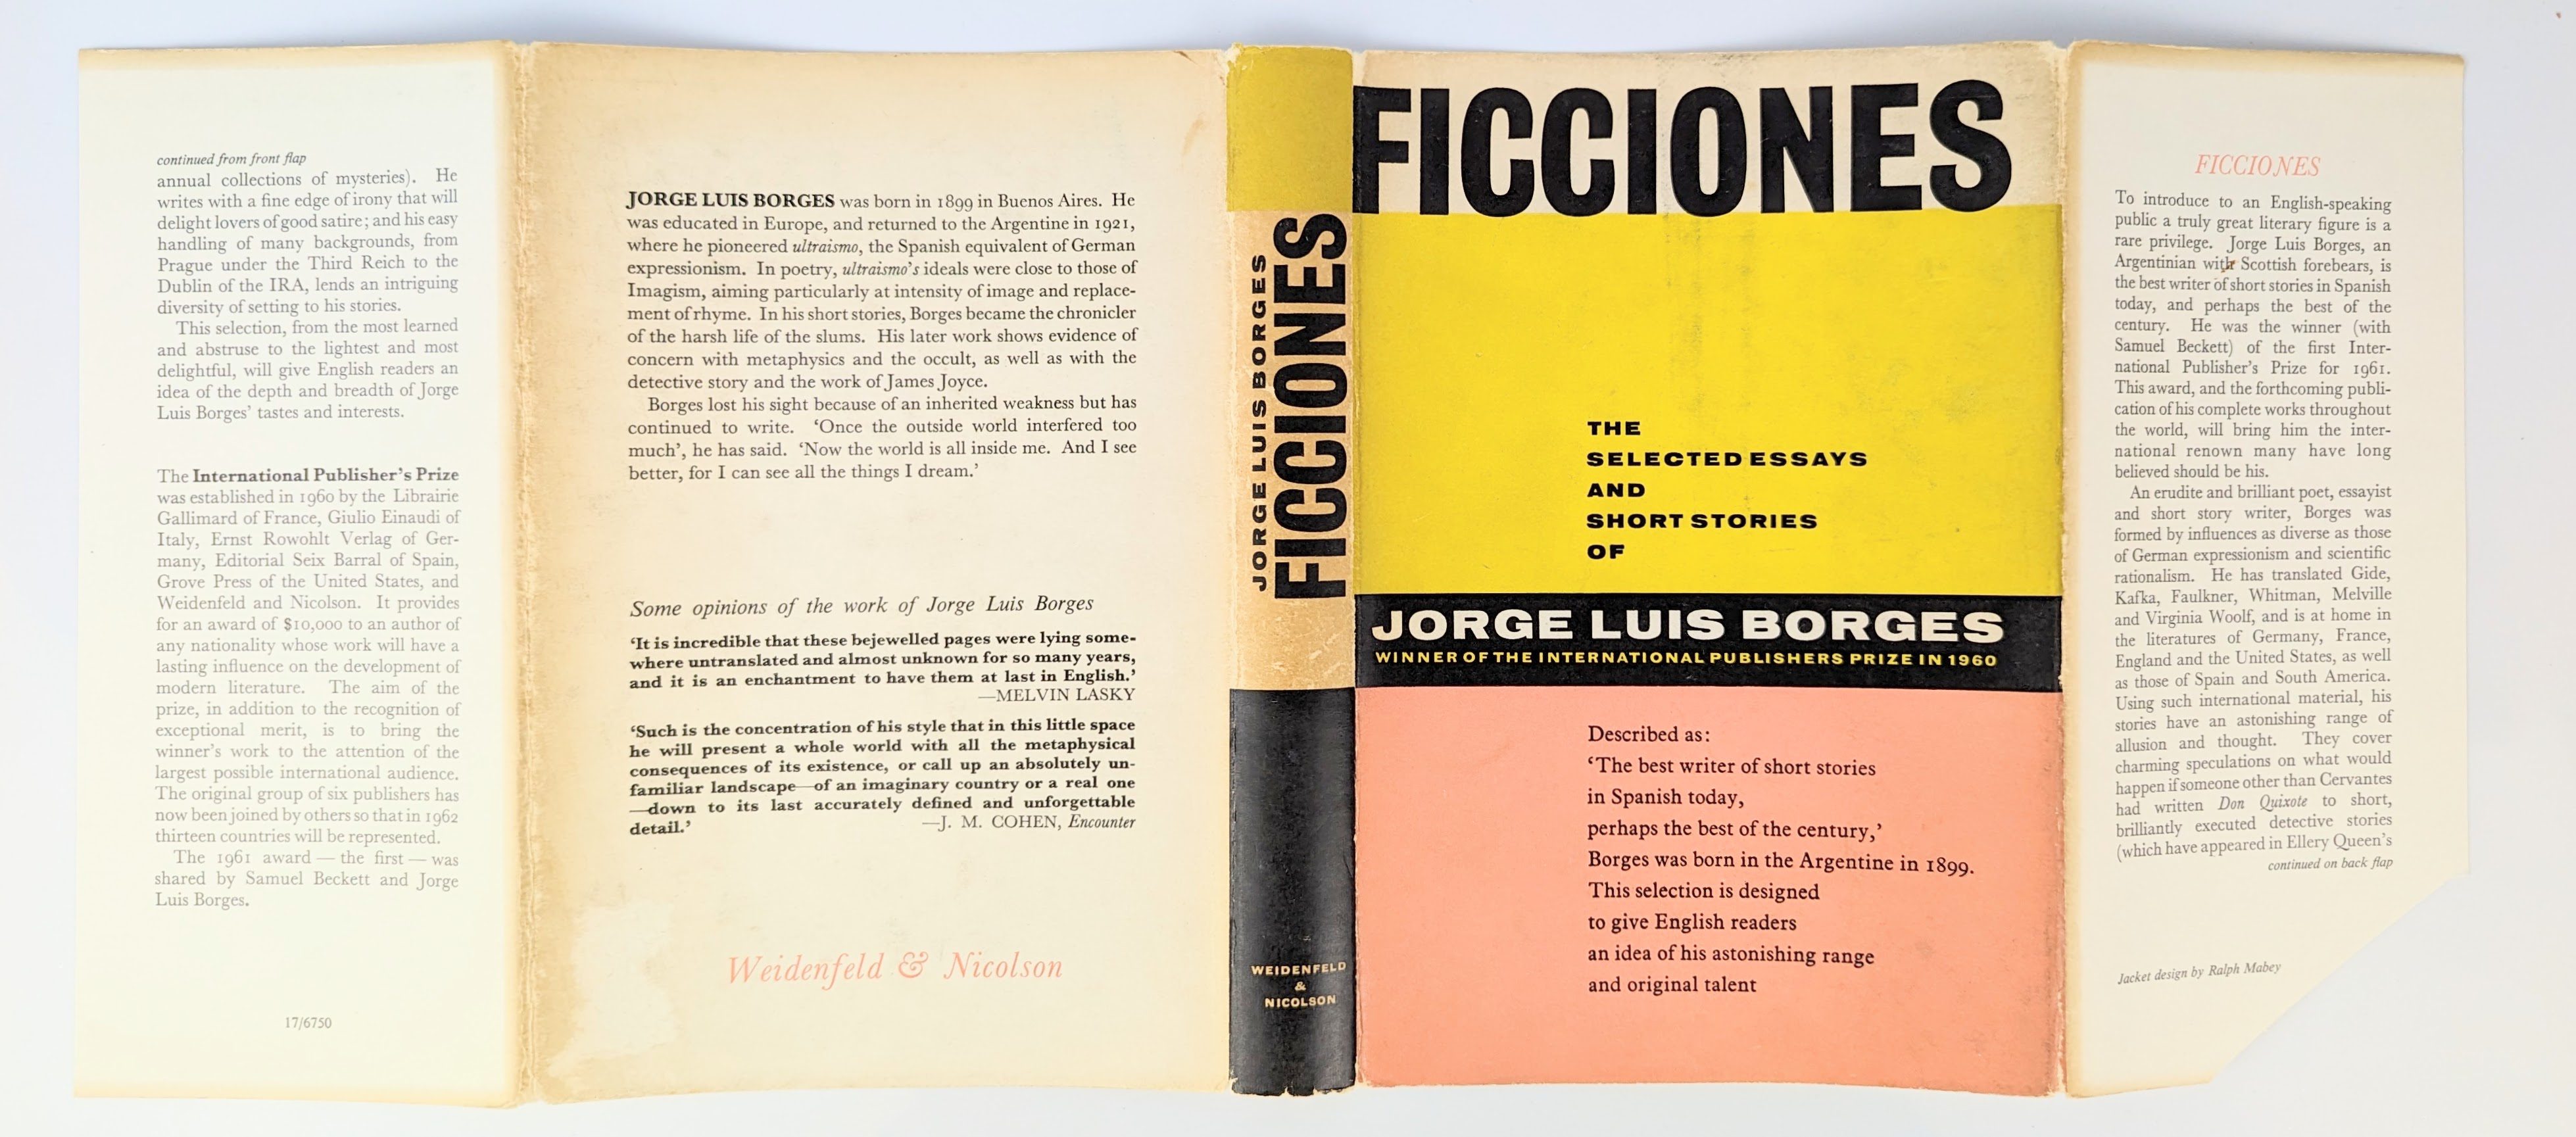 continued from front flap
annual collections of mysteries). He
writes with a fine edge of irony that will
delight lovers of good satire; and his easy
handling of many backgrounds, from
Prague under the Third Reich to the
Dublin of the IRA, lends an intriguing
diversity of setting to his stories.
This selection, from the most learned
and abstruse to the lightest and most
delightful, will give English readers an
idea of the depth and breadth of Jorge
Luis Borges' tastes and interests.
The International Publisher's Prize
was established in 1960 by the Librairie
Gallimard of France, Giulio Einaudi of
Italy, Ernst Rowohlt Verlag of Ger-
many, Editorial Seix Barral of Spain,
Grove Press of the United States, and
Weidenfeld and Nicolson. It provides
for an award of $10,000 to an author of
any nationality whose work will have a
lasting influence on the development of
modern literature. The aim of the
prize, in addition to the recognition of
exceptional merit, is to bring the
winner's work to the attention of the
largest possible international audience.
The original group of six publishers has
now been joined by others so that in 1962
thirteen countries will be represented.
The 1961 award — the first — was
shared by Samuel Beckett and Jorge
Luis Borges.
17/6750
JORGE LUIS BORGES was born in 1899 in Buenos Aires. He
was educated in Europe, and returned to the Argentine in 1921,
where he pioneered ultraismo, the Spanish equivalent of German
expressionism. In poetry, ultraismo's ideals were close to those of
Imagism, aiming particularly at intensity of image and replace-
ment of rhyme. In his short stories, Borges became the chronicler
of the harsh life of the slums. His later work shows evidence of
concern with metaphysics and the occult, as well as with the
detective story and the work of James Joyce.
Borges lost his sight because of an inherited weakness but has
continued to write. 'Once the outside world interfered too
much', he has said. 'Now the world is all inside me. And I see
better, for I can see all the things I dream.'
Some opinions of the work of Jorge Luis Borges
'It is incredible that these bejewelled pages were lying some-
where untranslated and almost unknown for so many years,
and it is an enchantment to have them at last in English.'
—MELVIN LASKY
'Such is the concentration of his style that in this little space
he will present a whole world with all the metaphysical
consequences of its existence, or call up an absolutely un-
familiar landscape—of an imaginary country or a real one
—down to its last accurately defined and unforgettable
detail.' —J. M. COHEN, Encounter
Weidenfeld & Nicolson
JORGE LUIS BORGES
FICCIONES
WEIDENFELD
&
NICOLSON
FICCIONES
THE
SELECTED ESSAYS
AND
SHORT STORIES
OF
JORGE LUIS BORGES
WINNER OF THE INTERNATIONAL PUBLISHERS PRIZE IN 1960
Described as:
'The best writer of short stories
in Spanish today,
perhaps the best of the century,'
Borges was born in the Argentine in 1899.
This selection is designed
to give English readers
an idea of his astonishing range
and original talent
FICCIONES
To introduce to an English-speaking
public a truly great literary figure is a
rare privilege. Jorge Luis Borges, an
Argentinian with Scottish forebears, is
the best writer of short stories in Spanish
today, and perhaps the best of the
century. He was the winner (with
Samuel Beckett) of the first Inter-
national Publisher's Prize for 1961.
This award, and the forthcoming publi-
cation of his complete works throughout
the world, will bring him the inter-
national renown many have long
believed should be his.
An erudite and brilliant poet, essayist
and short story writer, Borges was
formed by influences as diverse as those
of German expressionism and scientific
rationalism. He has translated Gide,
Kafka, Faulkner, Whitman, Melville
and Virginia Woolf, and is at home in
the literatures of Germany, France,
England and the United States, as well
as those of Spain and South America.
Using such international material, his
stories have an astonishing range of
allusion and thought. They cover
charming speculations on what would
happen if someone other than Cervantes
had written Don Quixote to short,
brilliantly executed detective stories
(which have appeared in Ellery Queen's
continued on back flap
Jacket design by Ralph Mabey